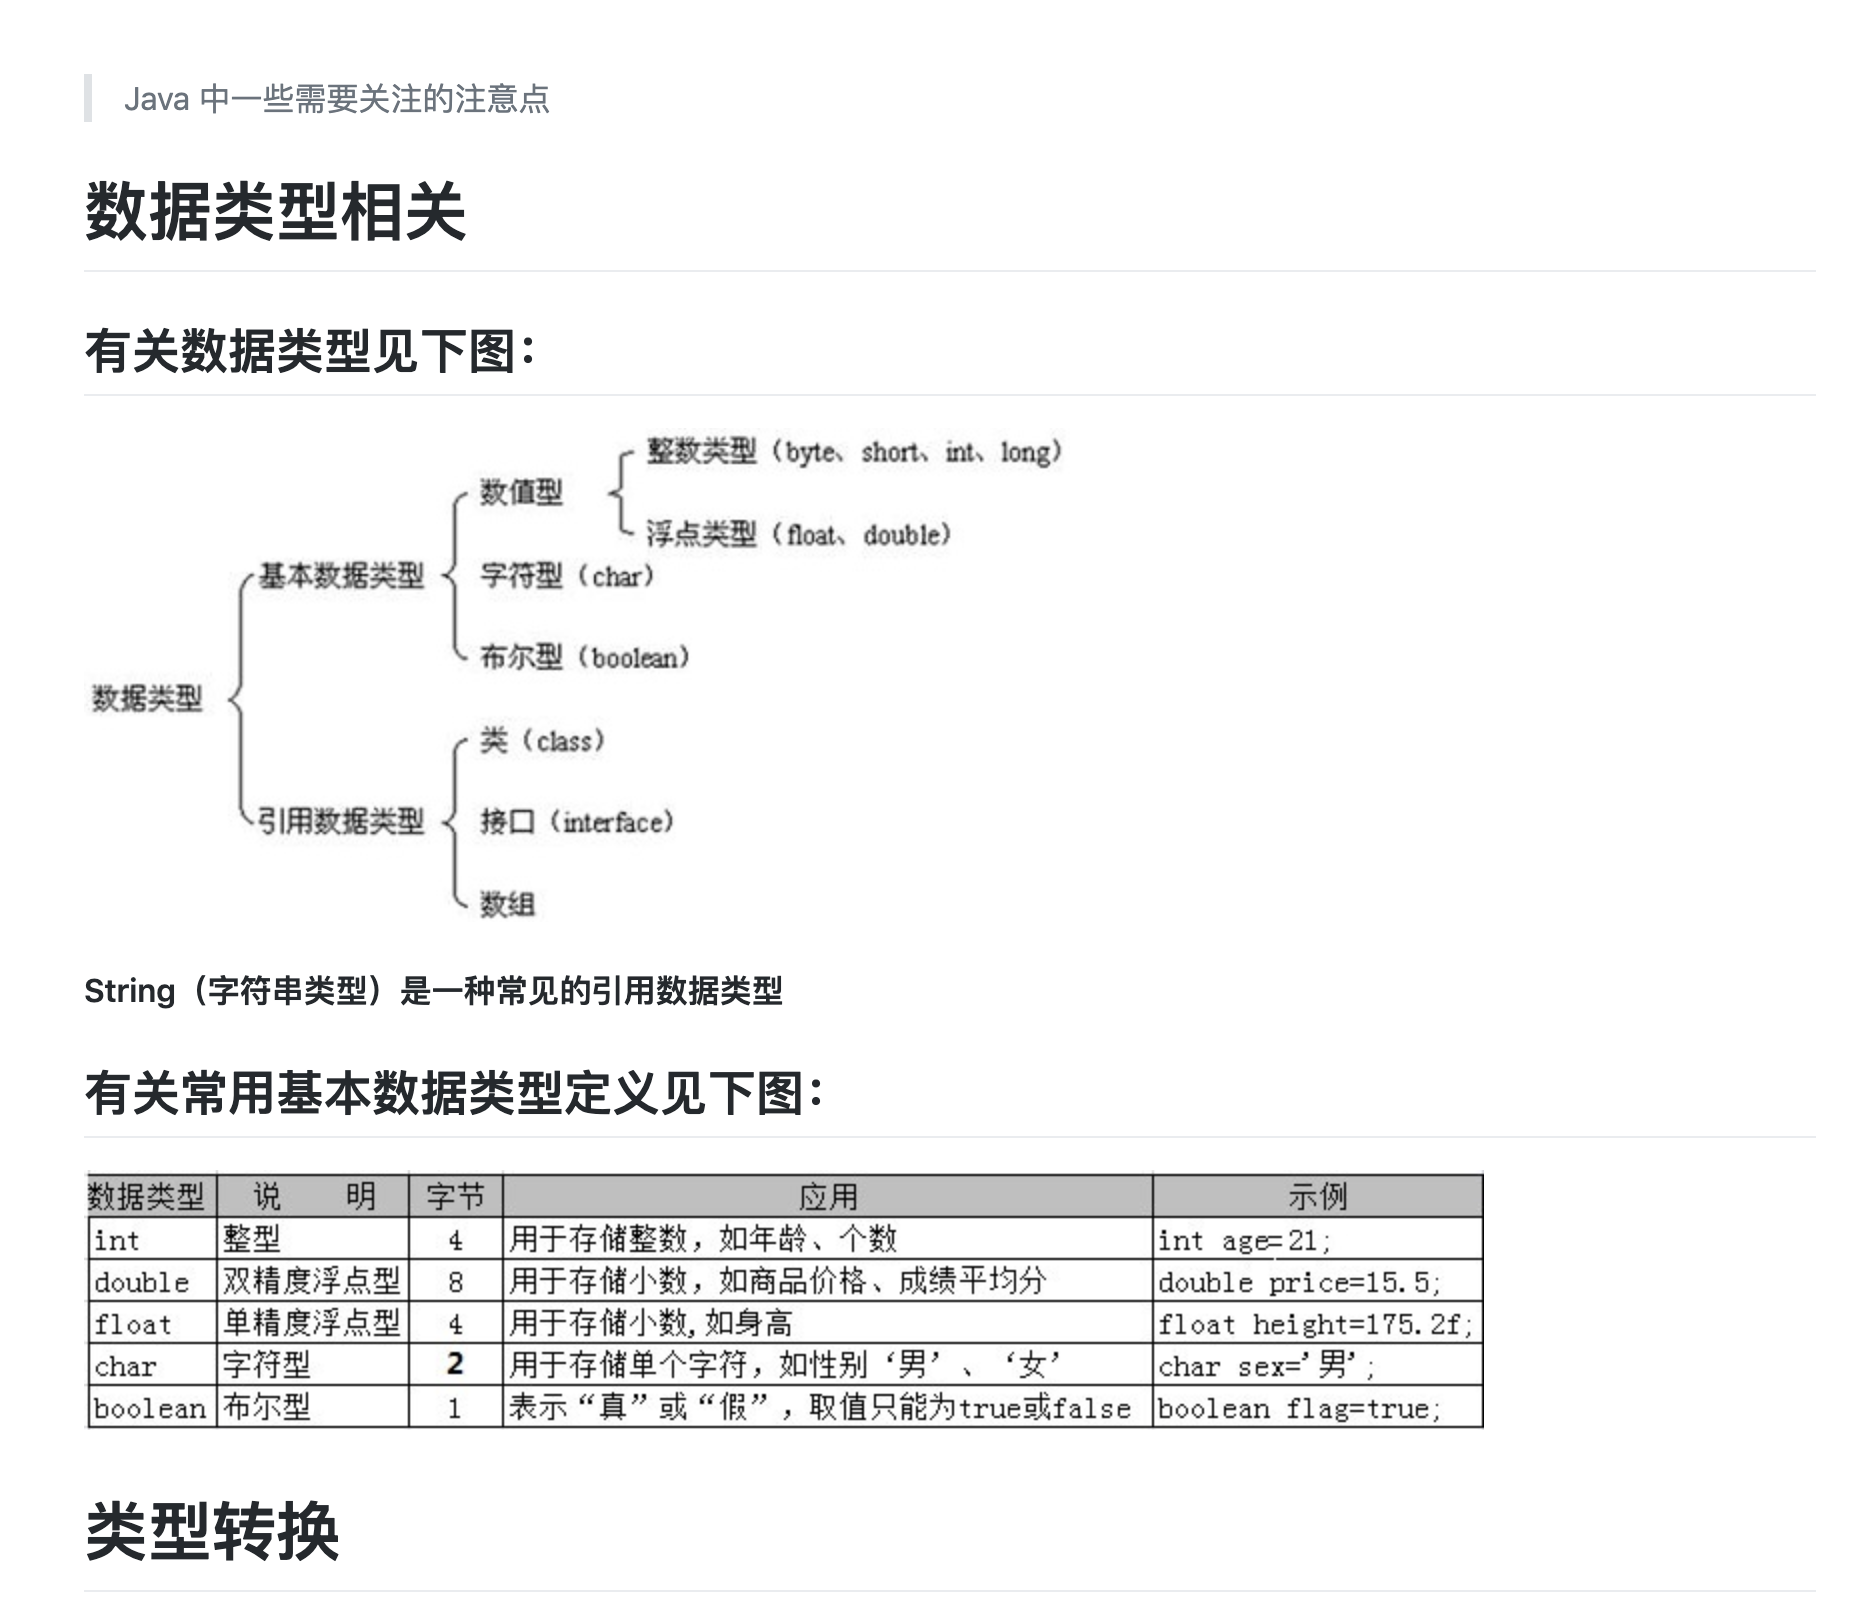 Java 中一些需要关注的注意点
数据类型相关
有关数据类型见下图：
整数类型（byte、short、int、long）
数值型
浮点类型（float、double）
基本数据类型
字符型（char）
布尔型（boolean）
数据类型
类（class）
引用数据类型
接口（interface）
数组
String（字符串类型）是一种常见的引用数据类型
有关常用基本数据类型定义见下图：
数据类型 说 明 字节 应用 示例
int 整型 4 用于存储整数，如年龄、个数 int age=21;
double 双精度浮点型 8 用于存储小数，如商品价格、成绩平均分 double price=15.5;
float 单精度浮点型 4 用于存储小数,如身高 float height=175.2f;
char 字符型 2 用于存储单个字符，如性别‘男’、‘女’ char sex=’男’;
boolean 布尔型 1 表示“真”或“假”，取值只能为true或false boolean flag=true;
类型转换